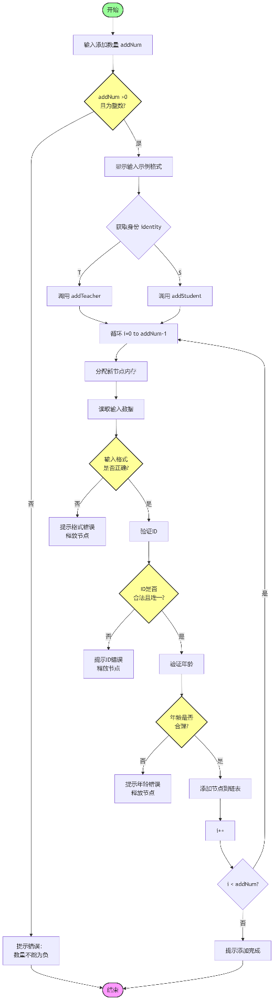 开始
输入添加数量 addNum
addNum >0
且为整数?
是
显示输入示例格式
获取身份 identity
T
S
调用 addTeacher
调用 addStudent
循环 i=0 to addNum-1
分配新节点内存
读取输入数据
输入格式
是否正确?
否
否
是
提示格式错误
释放节点
验证ID
ID是否
合法且唯一?
是
否
是
提示ID错误
释放节点
验证年龄
年龄是否
合理?
否
是
提示年龄错误
释放节点
添加节点到链表
i++
i < addNum?
否
提示错误:
数量不能为负
提示添加完成
结束